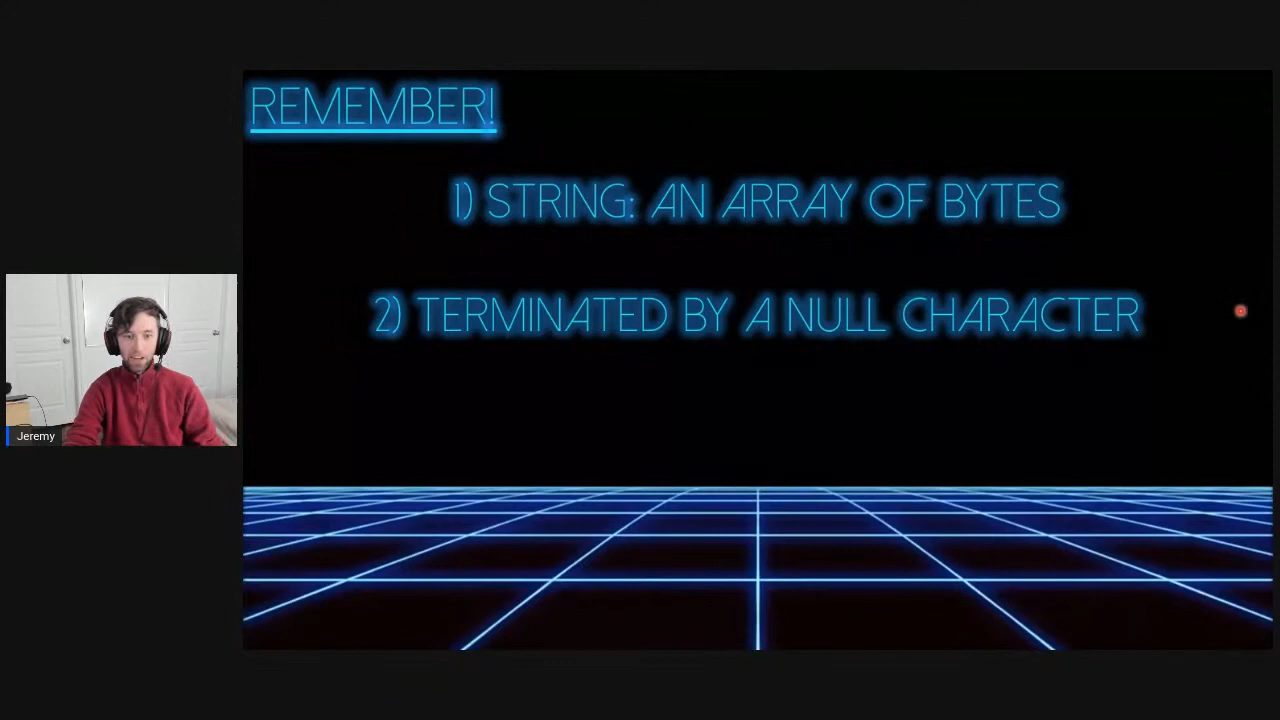 REMEMBER!
1) STRING: AN ARRAY OF BYTES
2) TERMINATED BY A NULL CHARACTER
Jeremy